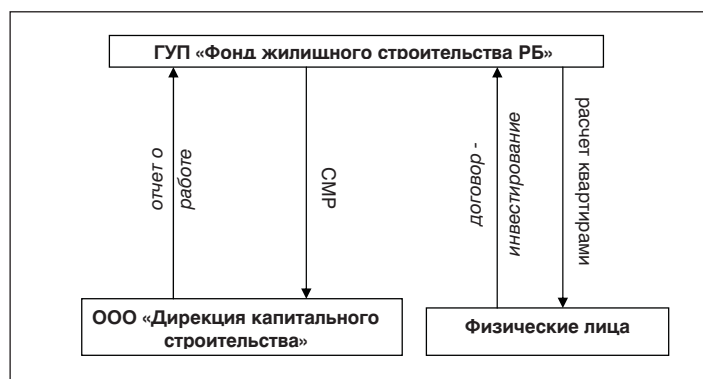 ГУП «Фонд жилищного строительства РБ»
отчет о
работе
СМР
договор -
инвестирование
расчет квартирами
ООО «Дирекция капитального
строительства»
Физические лица